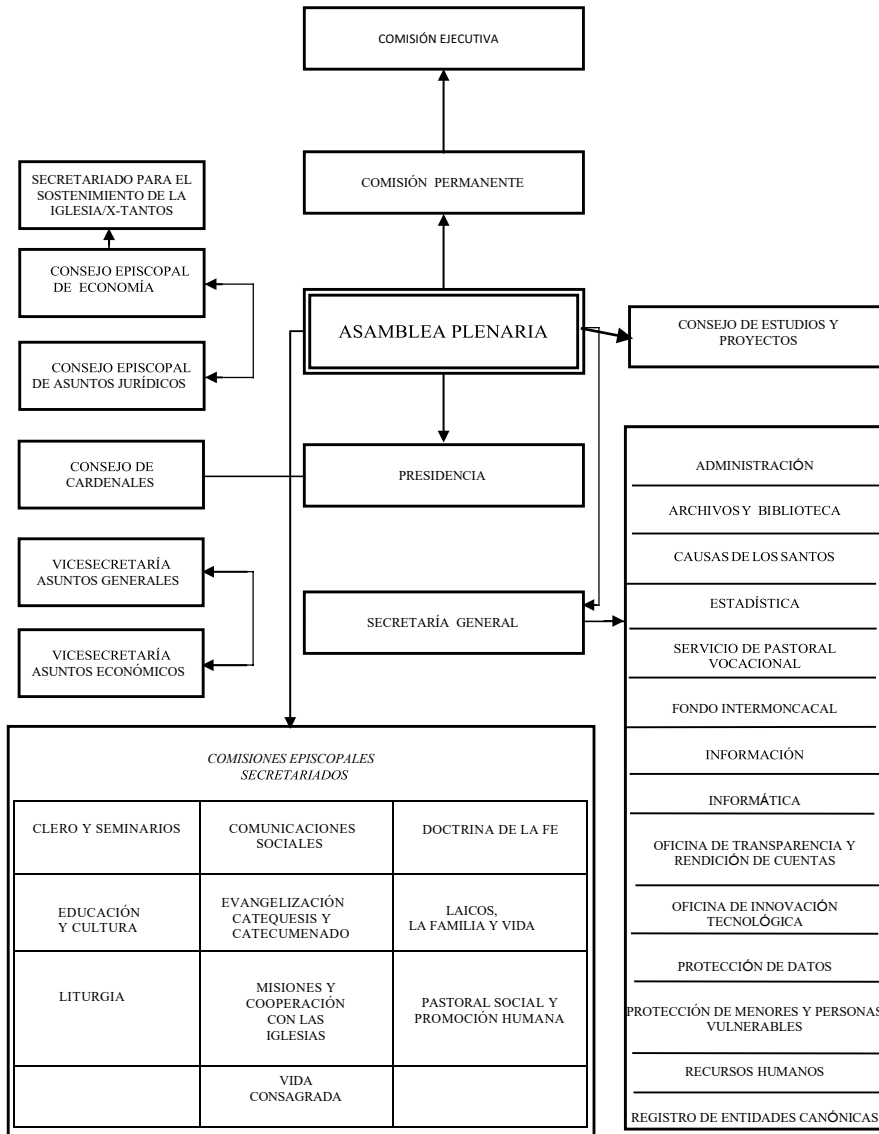 COMISIÓN EJECUTIVA
COMISIÓN PERMANENTE
SECRETARIADO PARA EL
SOSTENIMIENTO DE LA
IGLESIA/X-TANTOS
CONSEJO EPISCOPAL
DE ECONOMÍA
CONSEJO EPISCOPAL
DE ASUNTOS JURÍDICOS
ASAMBLEA PLENARIA
CONSEJO DE ESTUDIOS Y
PROYECTOS
CONSEJO DE
CARDENALES
PRESIDENCIA
VICESECRETARÍA
ASUNTOS GENERALES
VICESECRETARÍA
ASUNTOS ECONÓMICOS
SECRETARÍA GENERAL
ADMINISTRACIÓN
ARCHIVOS Y BIBLIOTECA
CAUSAS DE LOS SANTOS
ESTADÍSTICA
SERVICIO DE PASTORAL
VOCACIONAL
FONDO INTERMONCACAL
INFORMACIÓN
INFORMÁTICA
OFICINA DE TRANSPARENCIA Y
RENDICIÓN DE CUENTAS
OFICINA DE INNOVACIÓN
TECNOLÓGICA
PROTECCIÓN DE DATOS
PROTECCIÓN DE MENORES Y PERSONAS
VULNERABLES
RECURSOS HUMANOS
REGISTRO DE ENTIDADES CANÓNICAS
COMISIONES EPISCOPALES
SECRETARIADOS
CLERO Y SEMINARIOS
COMUNICACIONES
SOCIALES
DOCTRINA DE LA FE
EDUCACIÓN
Y CULTURA
EVANGELIZACIÓN
CATEQUESIS Y
CATECUMENADO
LAICOS,
LA FAMILIA Y VIDA
LITURGIA
MISIONES Y
COOPERACIÓN
CON LAS
IGLESIAS
PASTORAL SOCIAL Y
PROMOCIÓN HUMANA
VIDA
CONSAGRADA